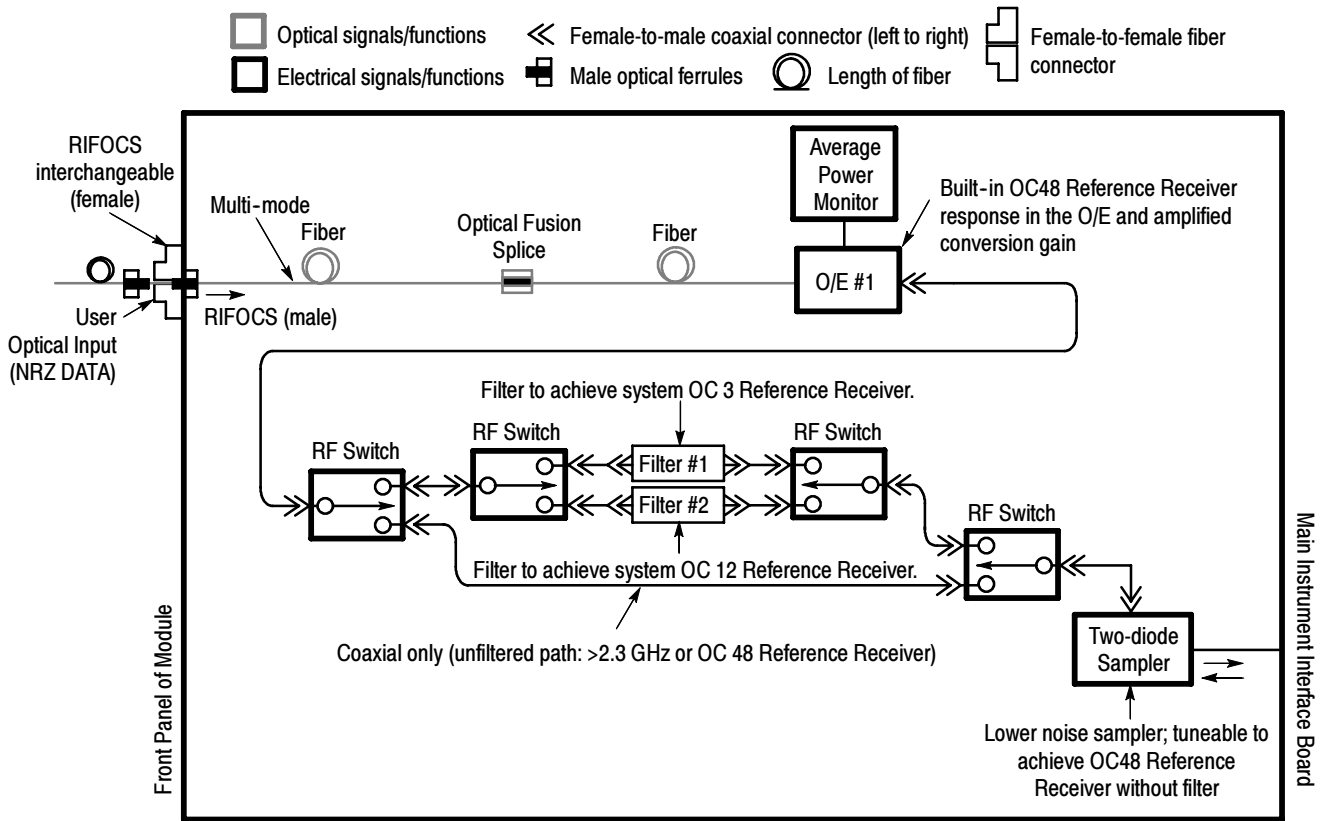 Optical signals/functions
Electrical signals/functions
Female-to-male coaxial connector (left to right)
Male optical ferrules
Length of fiber
Female-to-female fiber
connector
RIFOCS
interchangeable
(female)
Multi-mode
Fiber
Optical Fusion
Splice
Fiber
Average
Power
Monitor
O/E #1
Built-in OC48 Reference Receiver
response in the O/E and amplified
conversion gain
User
Optical Input
(NRZ DATA)
RIFOCS (male)
Filter to achieve system OC 3 Reference Receiver.
RF Switch
RF Switch
Filter #1
Filter #2
RF Switch
RF Switch
Filter to achieve system OC 12 Reference Receiver.
Coaxial only (unfiltered path: >2.3 GHz or OC 48 Reference Receiver)
Two-diode
Sampler
Lower noise sampler; tuneable to
achieve OC48 Reference
Receiver without filter
Front Panel of Module
Main Instrument Interface Board